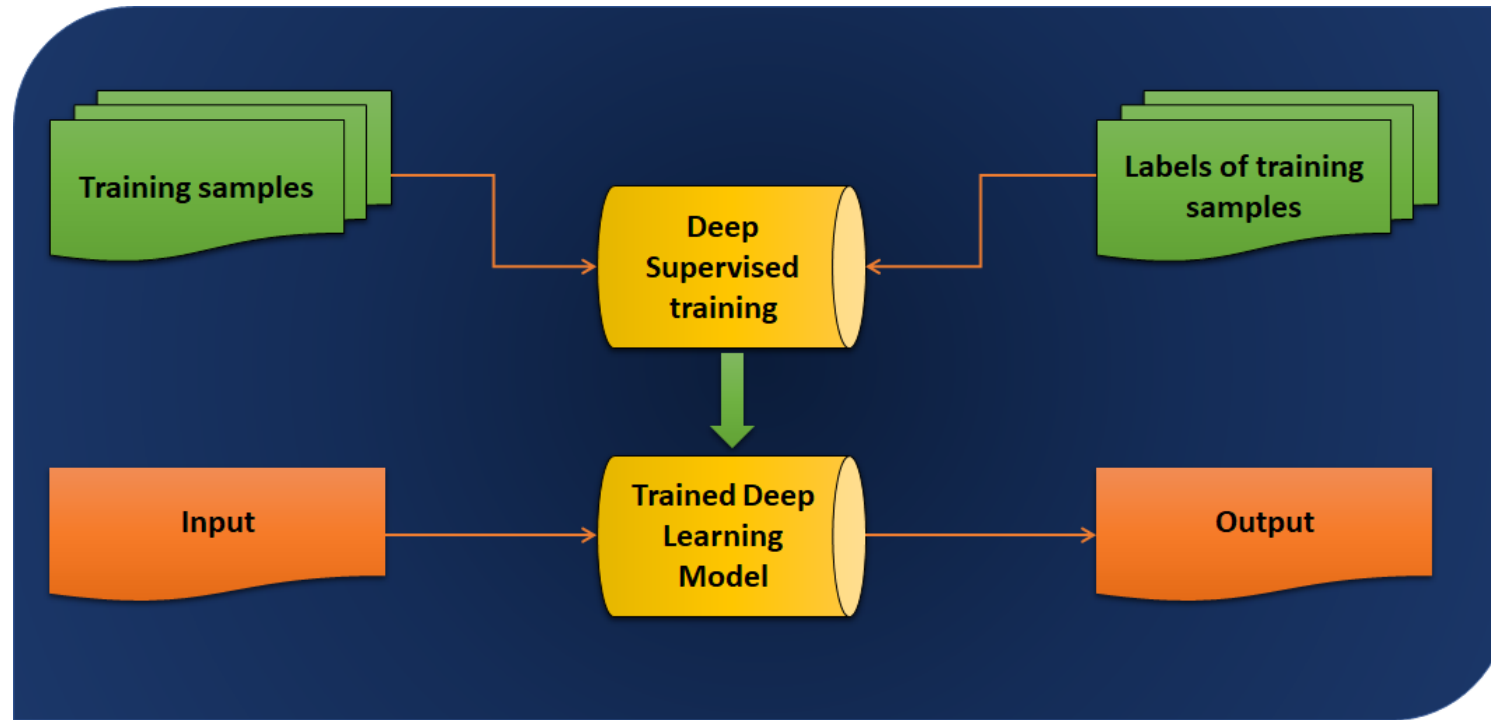 Training samples
Labels of training
samples
Deep
Supervised
training
Input
Trained Deep
Learning
Model
Output